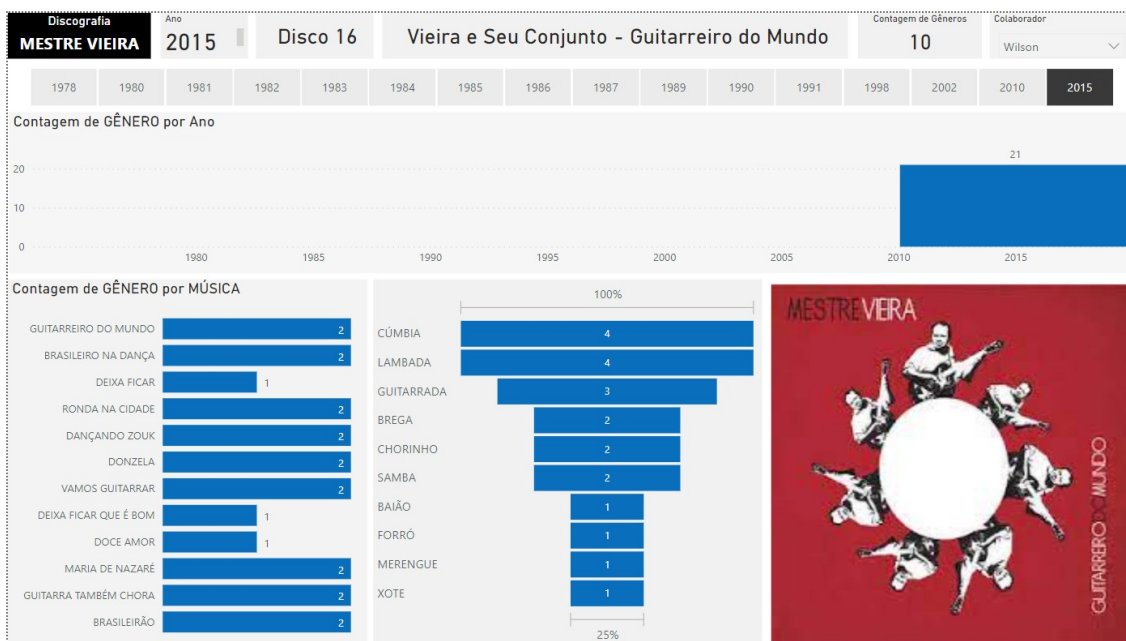 Discografia
MESTRE VIEIRA
Ano
2015
Disco 16
Vieira e Seu Conjunto - Guitarreiro do Mundo
Contagem de Gêneros
10
Colaborador
Wilson
1978 1980 1981 1982 1983 1984 1985 1986 1987 1989 1990 1991 1998 2002 2010 2015
Contagem de GÊNERO por Ano
21
20
10
0
1980 1985 1990 1995 2000 2005 2010 2015
Contagem de GÊNERO por MÚSICA
GUITARREIRO DO MUNDO 2
BRASILEIRO NA DANÇA 2
DEIXA FICAR 1
RONDA NA CIDADE 2
DANÇANDO ZOUK 2
DONZELA 2
VAMOS GUITARRAR 2
DEIXA FICAR QUE É BOM 1
DOCE AMOR 1
MARIA DE NAZARÉ 2
GUITARRA TAMBÉM CHORA 2
BRASILEIRÃO 2
100%
CÚMBIA 4
LAMBADA 4
GUITARRADA 3
BREGA 2
CHORINHO 2
SAMBA 2
BAIÃO 1
FORRÓ 1
MERENGUE 1
XOTE 1
25%
MESTREVIEIRA
GUITARREIRODOMUNDO